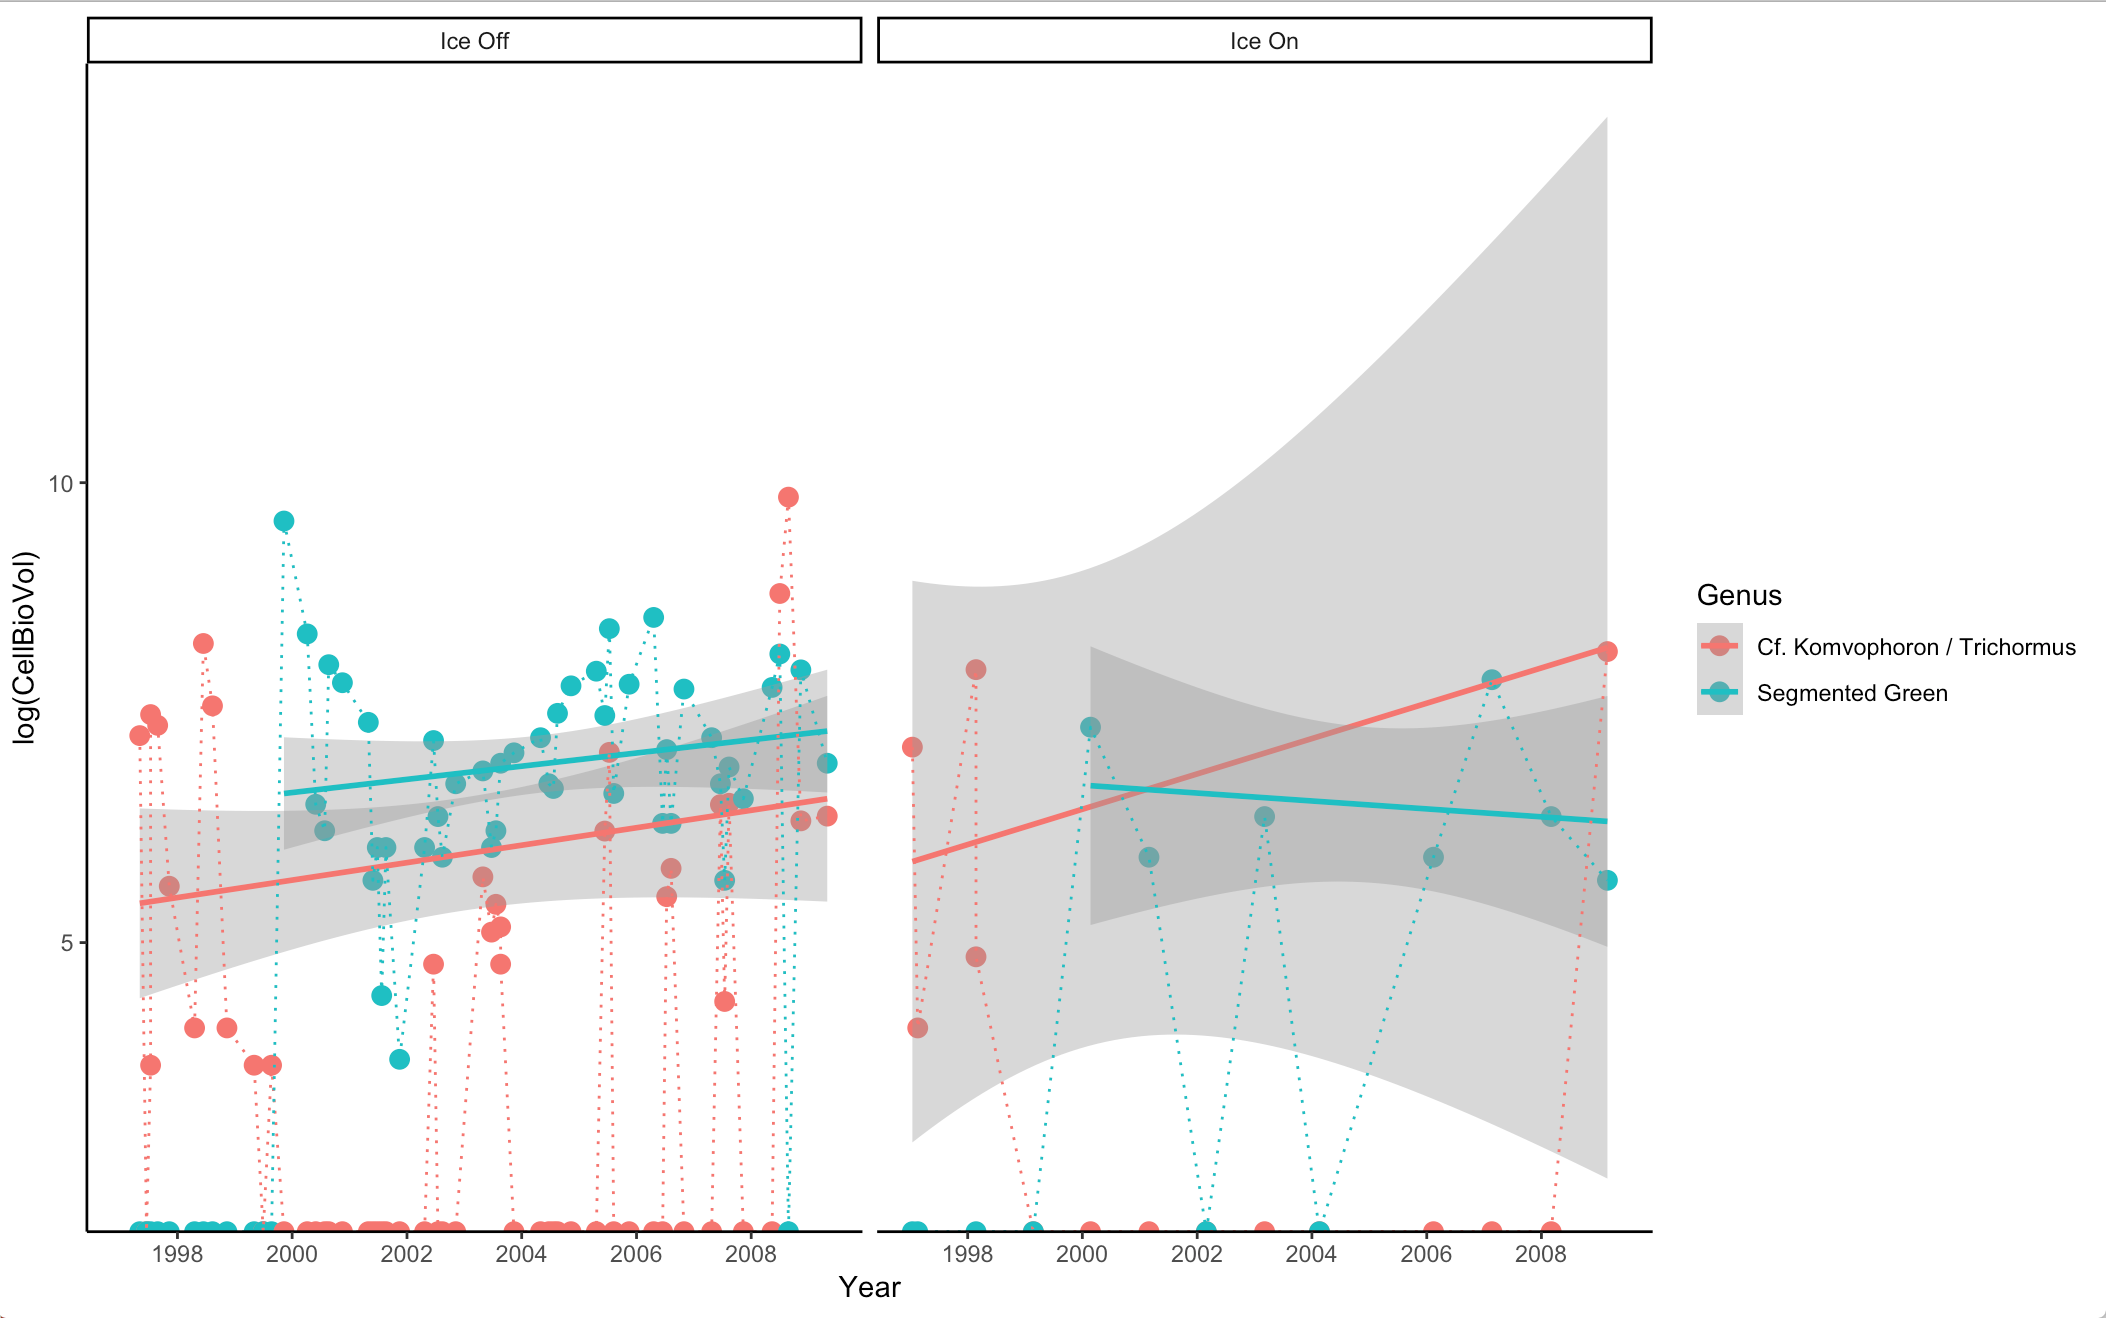 Ice Off
Ice On
log(CellBioVol)
10
5
1998 2000 2002 2004 2006 2008
1998 2000 2002 2004 2006 2008
Year
Genus
Cf. Komvophoron / Trichormus
Segmented Green